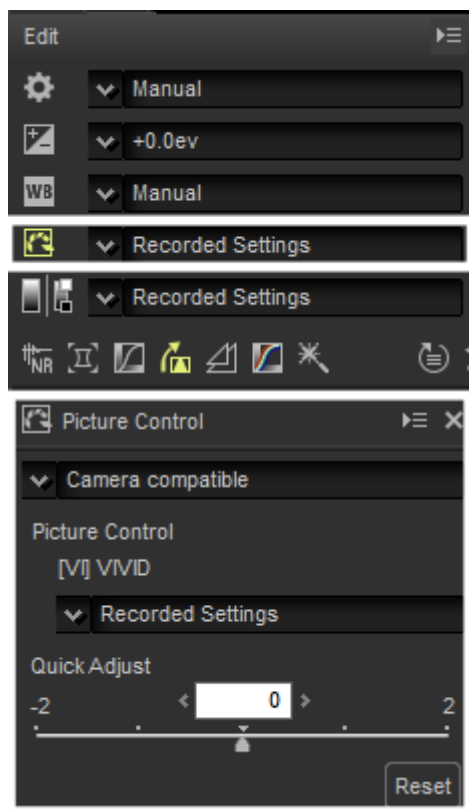 Edit
Manual
+0.0ev
WB Manual
Recorded Settings
Recorded Settings
NR
Picture Control
Camera compatible
Picture Control
[VI] VIVID
Recorded Settings
Quick Adjust
-2 0 2
Reset